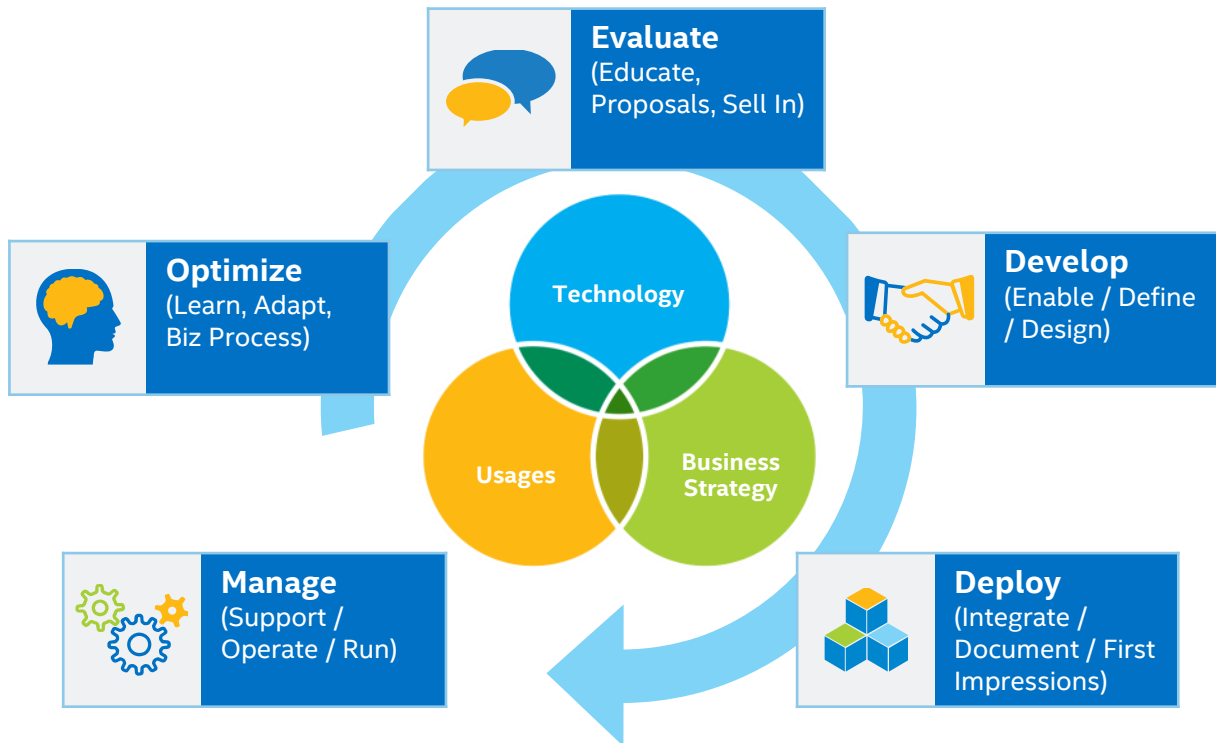 Evaluate
(Educate,
Proposals, Sell In)
Optimize
(Learn, Adapt,
Biz Process)
Develop
(Enable / Define
/ Design)
Technology
Usages
Business
Strategy
Manage
(Support /
Operate / Run)
Deploy
(Integrate /
Document / First
Impressions)